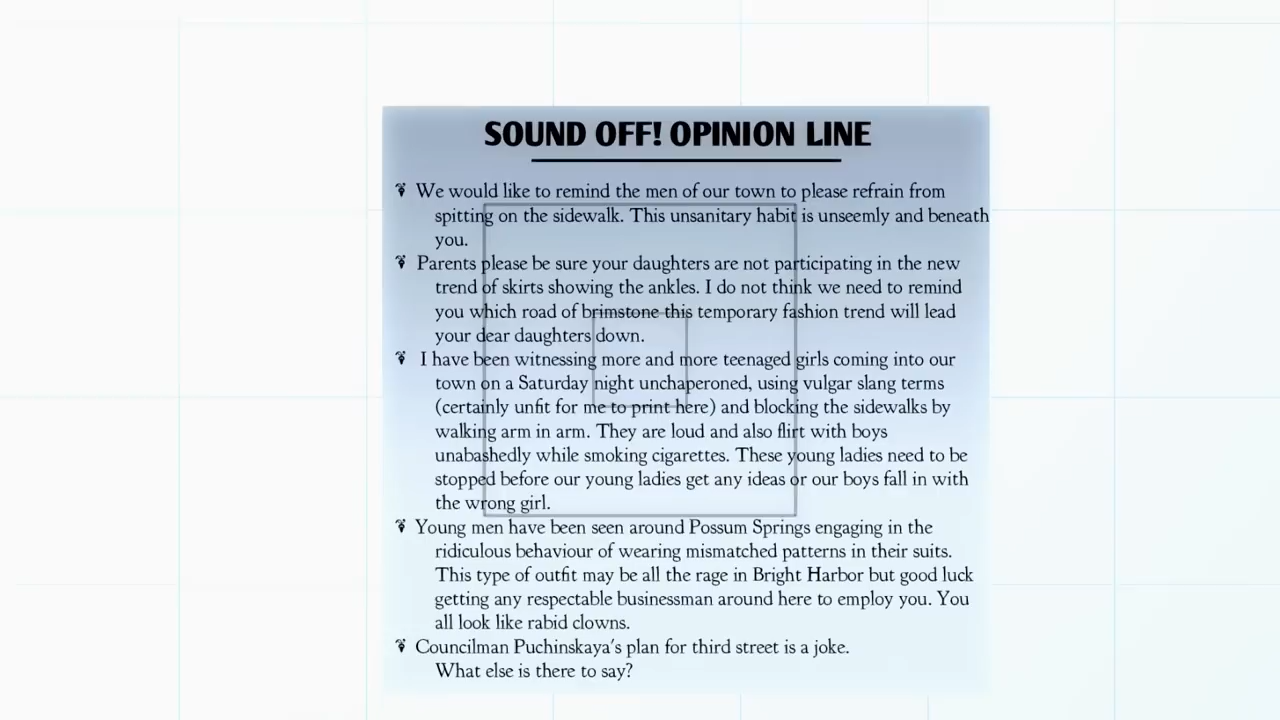 SOUND OFF! OPINION LINE
We would like to remind the men of our town to please refrain from
spitting on the sidewalk. This unsanitary habit is unseemly and beneath
you.
Parents please be sure your daughters are not participating in the new
trend of skirts showing the ankles. I do not think we need to remind
you which road of brimstone this temporary fashion trend will lead
your dear daughters down.
I have been witnessing more and more teenaged girls coming into our
town on a Saturday night unchaperoned, using vulgar slang terms
(certainly unfit for me to print here) and blocking the sidewalks by
walking arm in arm. They are loud and also flirt with boys
unabashedly while smoking cigarettes. These young ladies need to be
stopped before our young ladies get any ideas or our boys fall in with
the wrong girl.
Young men have been seen around Possum Springs engaging in the
ridiculous behaviour of wearing mismatched patterns in their suits.
This type of outfit may be all the rage in Bright Harbor but good luck
getting any respectable businessman around here to employ you. You
all look like rabid clowns.
Councilman Puchinskaya's plan for third street is a joke.
What else is there to say?